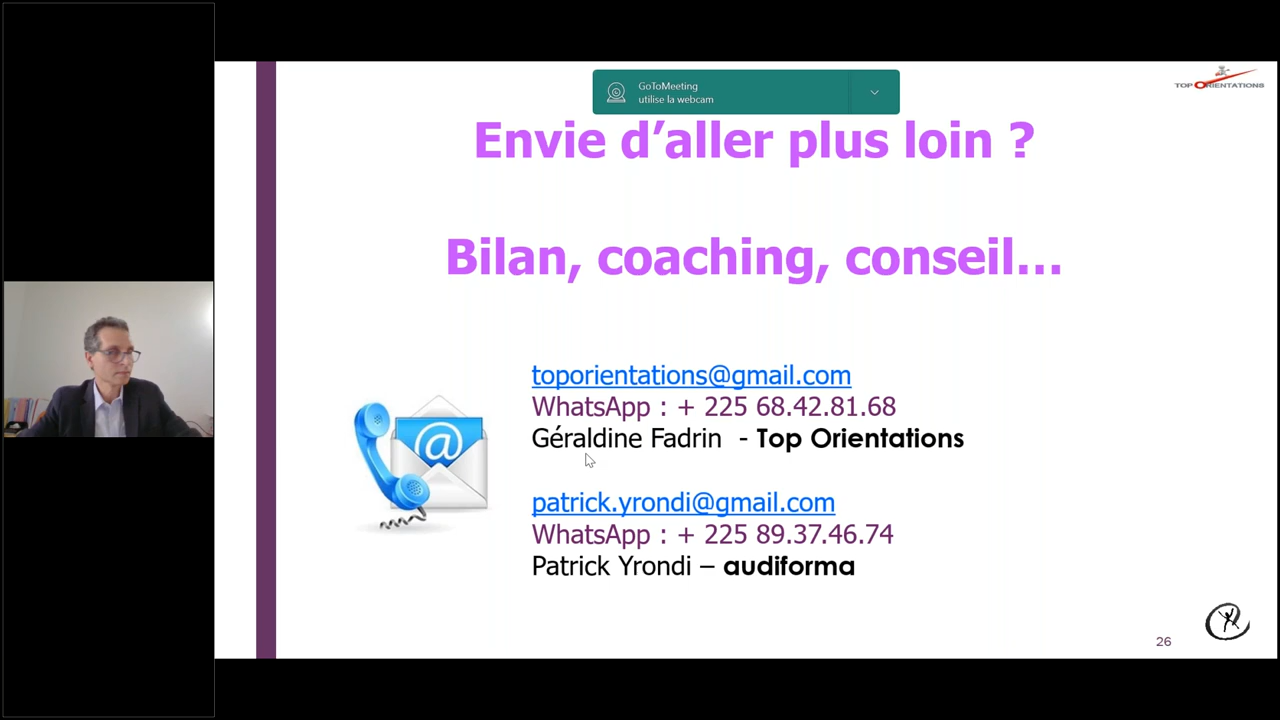 GoToMeeting
utilise la webcam
TOP ORIENTATIONS
Envie d’aller plus loin ?
Bilan, coaching, conseil…
@
toporientations@gmail.com
WhatsApp : + 225 68.42.81.68
Géraldine Fadrin - Top Orientations
patrick.yrondi@gmail.com
WhatsApp : + 225 89.37.46.74
Patrick Yrondi – audiforma
26